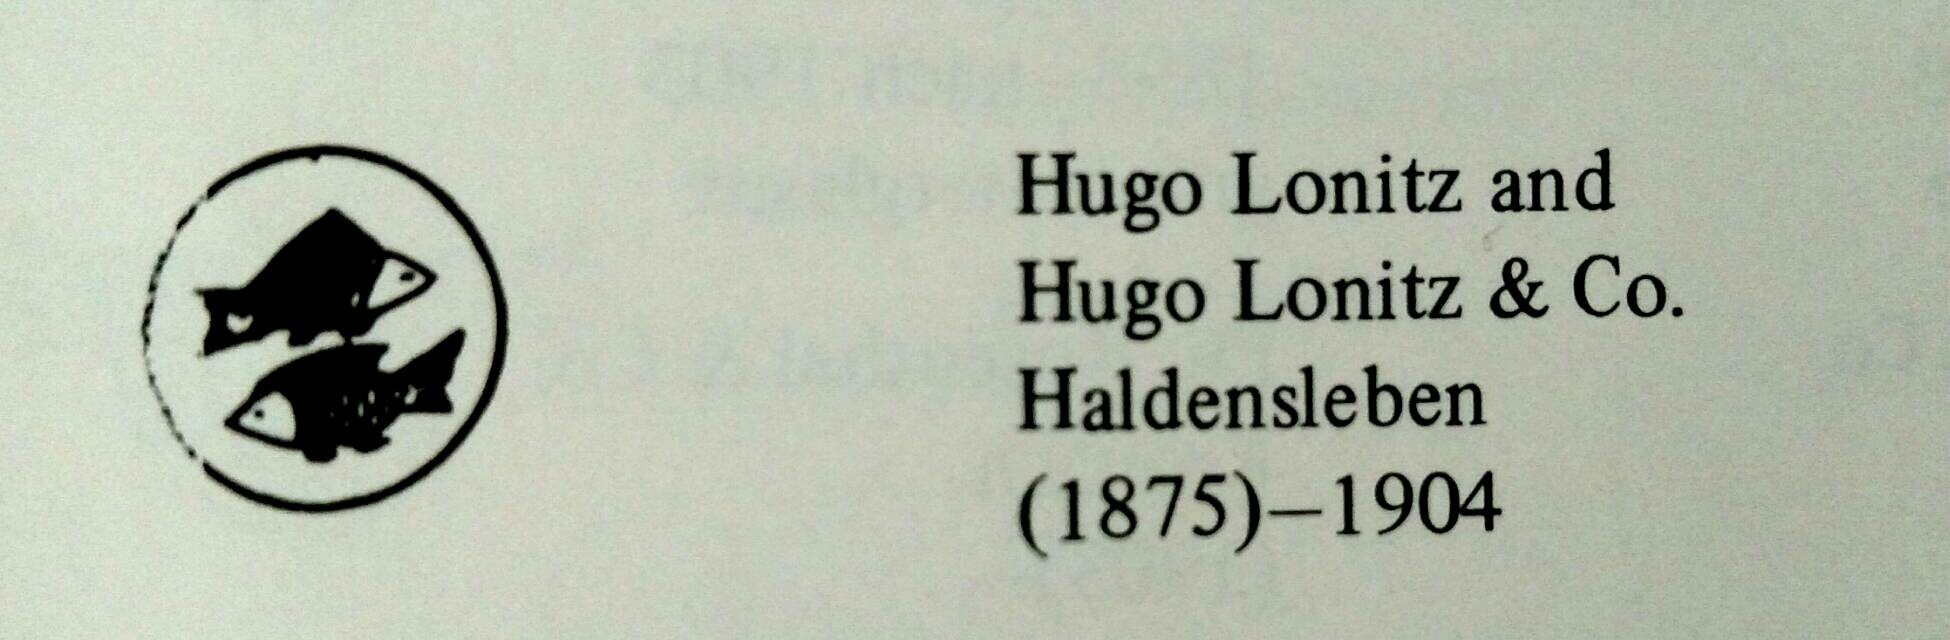 Hugo Lonitz and
Hugo Lonitz & Co.
Haldensleben
(1875)–1904